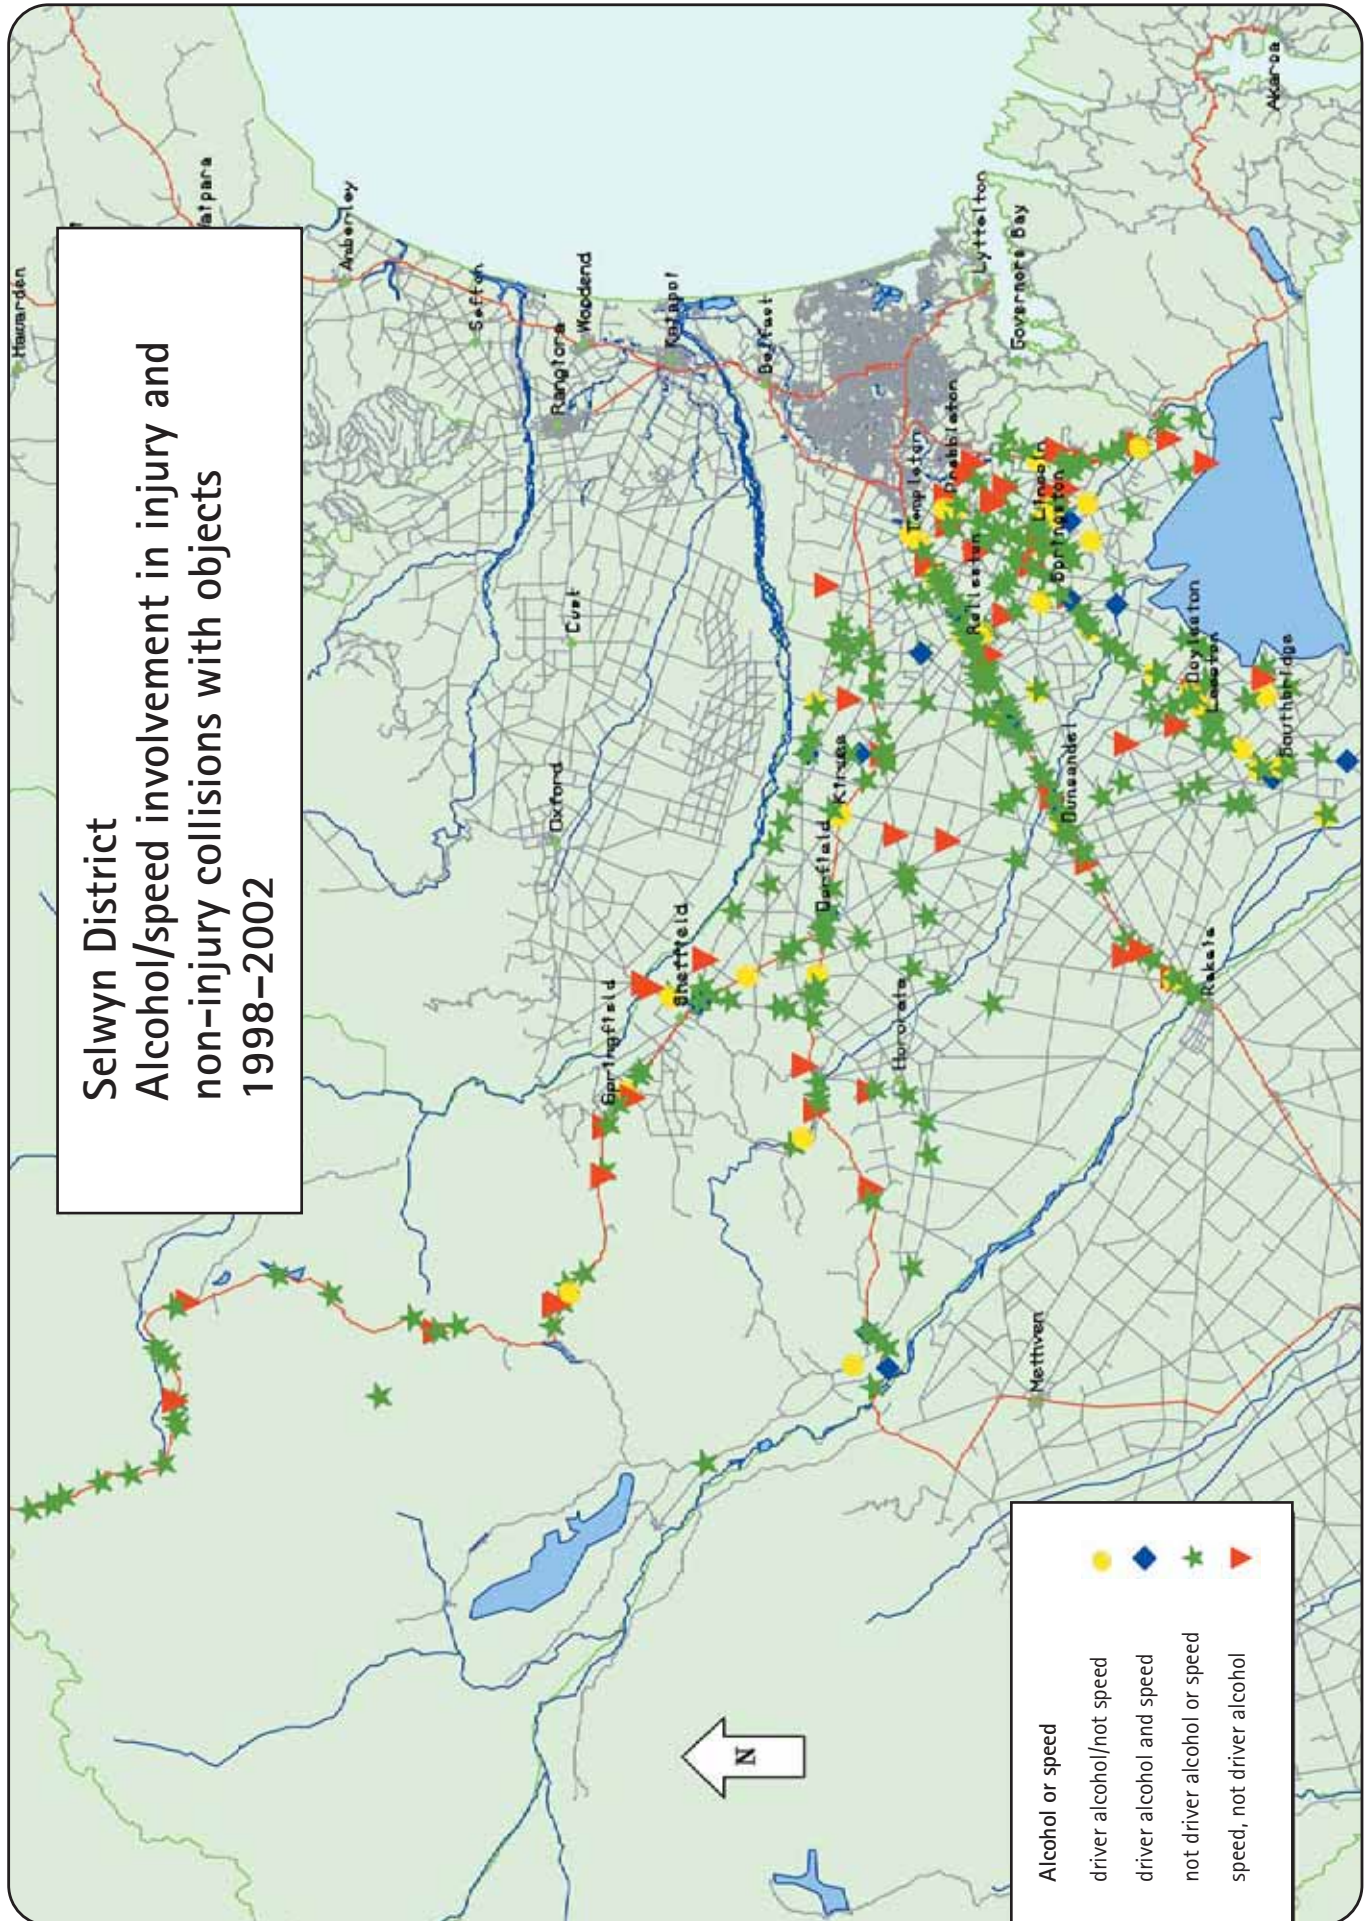 Selwyn District
Alcohol/speed involvement in injury and
non-injury collisions with objects
1998–2002
Hawarden
aipara
Amberley
Sefton
Woodend
Rangiora
Kaiapoi
Belfast
Cust
Oxford
Lyttelton
Governors Bay
Akaroa
Templeton
Prebbleton
Lincoln
Springston
Rolleston
Doyleston
Leeston
Southbridge
Dunsandel
Kirwee
Darfield
Sheffield
Springfield
Hororata
Rakaia
Methven
N
Alcohol or speed
driver alcohol/not speed
driver alcohol and speed
not driver alcohol or speed
speed, not driver alcohol